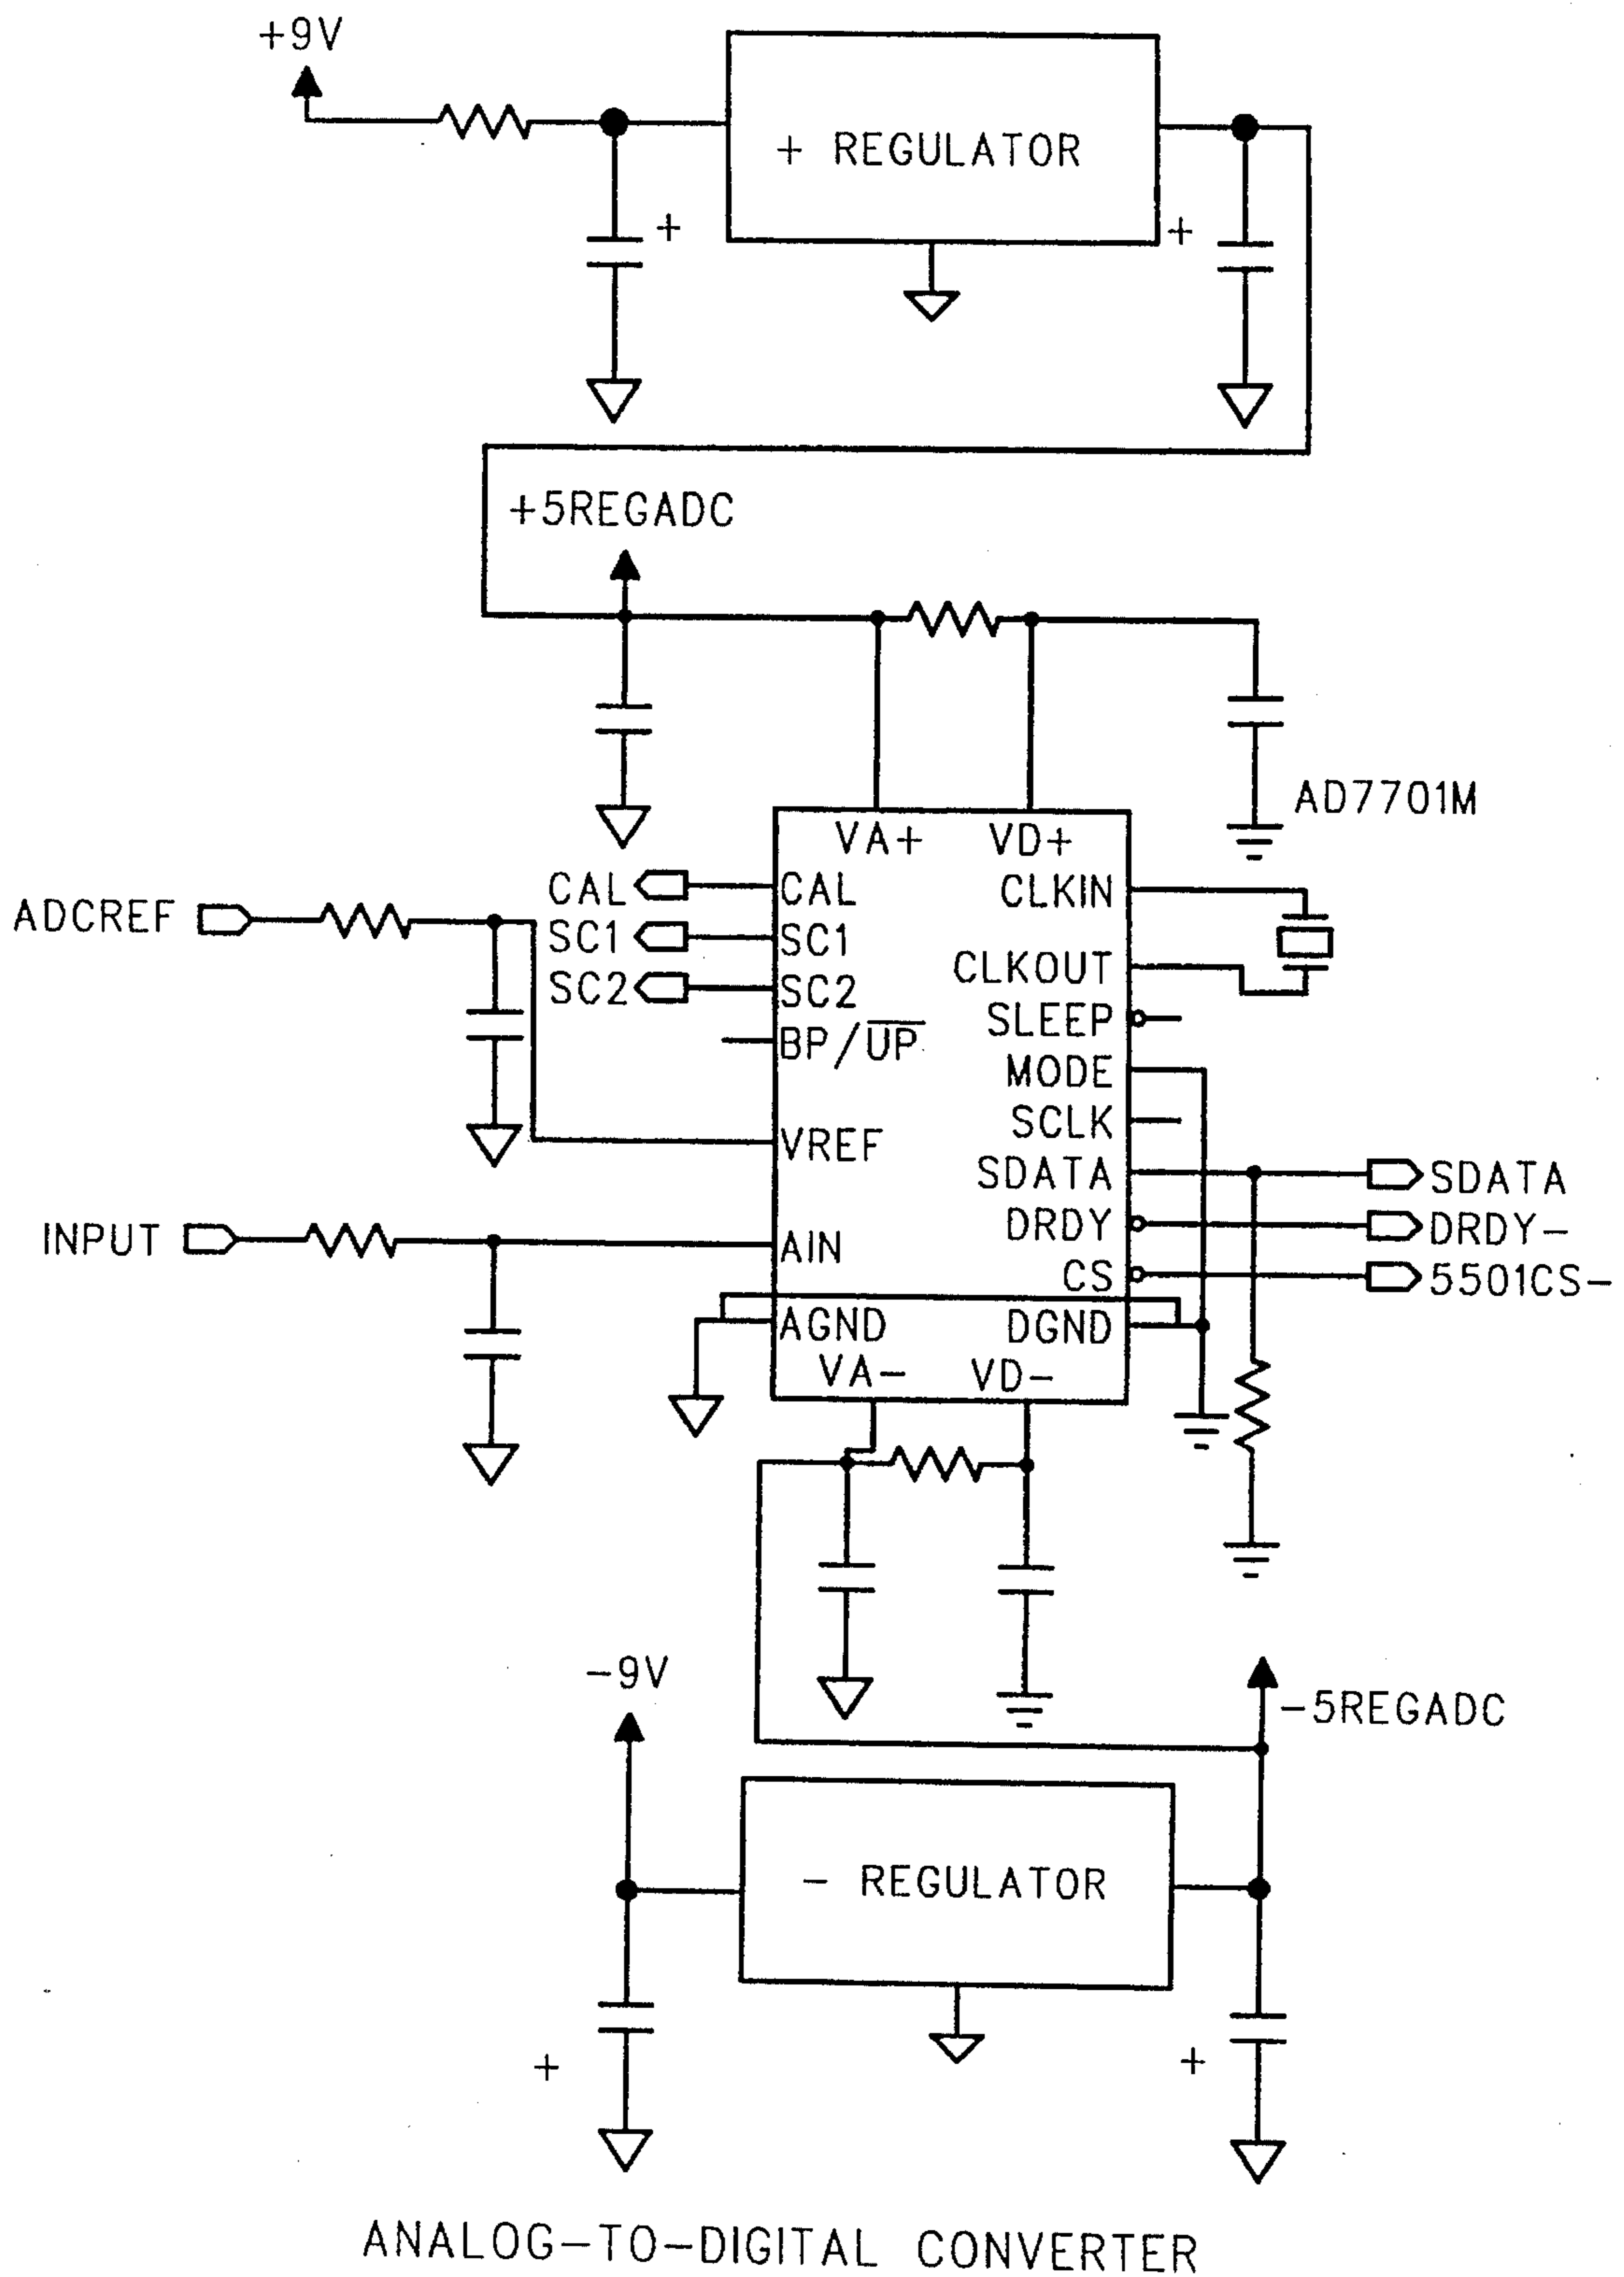 +9V
+ REGULATOR
+
+
+5REGADC
AD7701M
VA+ VD+
CAL CAL CLKIN
ADCREF
SC1 SC1
CLKOUT
SC2 SC2
SLEEP
BP/UP
MODE
SCLK
VREF
SDATA SDATA
DRDY DRDY-
INPUT AIN
CS 5501CS-
AGND DGND
VA- VD-
-9V
-5REGADC
- REGULATOR
+
+
ANALOG-TO-DIGITAL CONVERTER